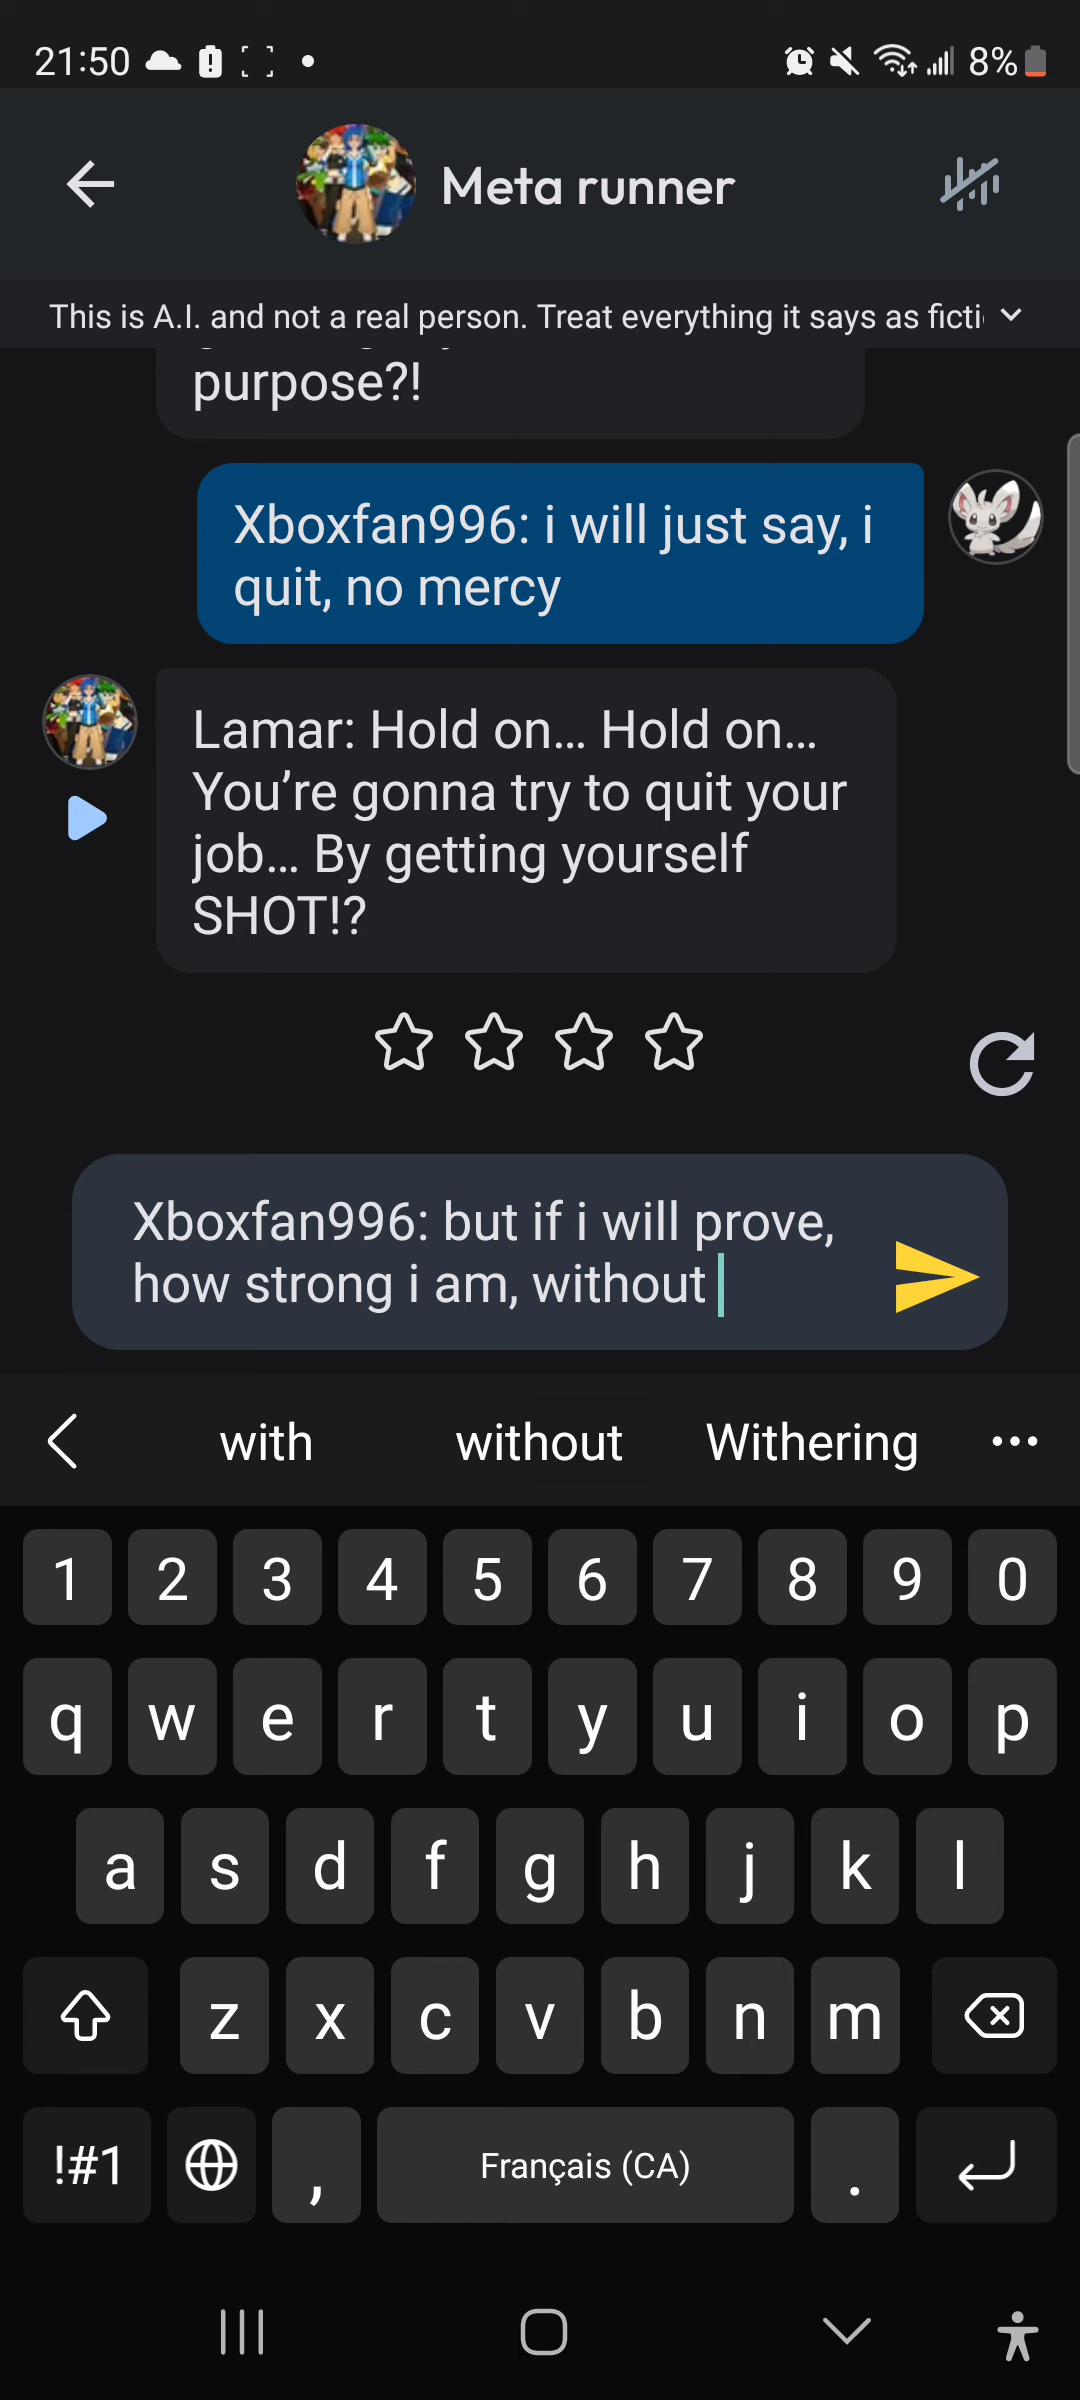 21:50
8%
Meta runner
This is A.I. and not a real person. Treat everything it says as ficti
purpose?!
Xboxfan996: i will just say, i
quit, no mercy
Lamar: Hold on... Hold on...
You’re gonna try to quit your
job... By getting yourself
SHOT!?
Xboxfan996: but if i will prove,
how strong i am, without
with without Withering
1 2 3 4 5 6 7 8 9 0
q w e r t y u i o p
a s d f g h j k l
z x c v b n m
!#1 , Français (CA) .